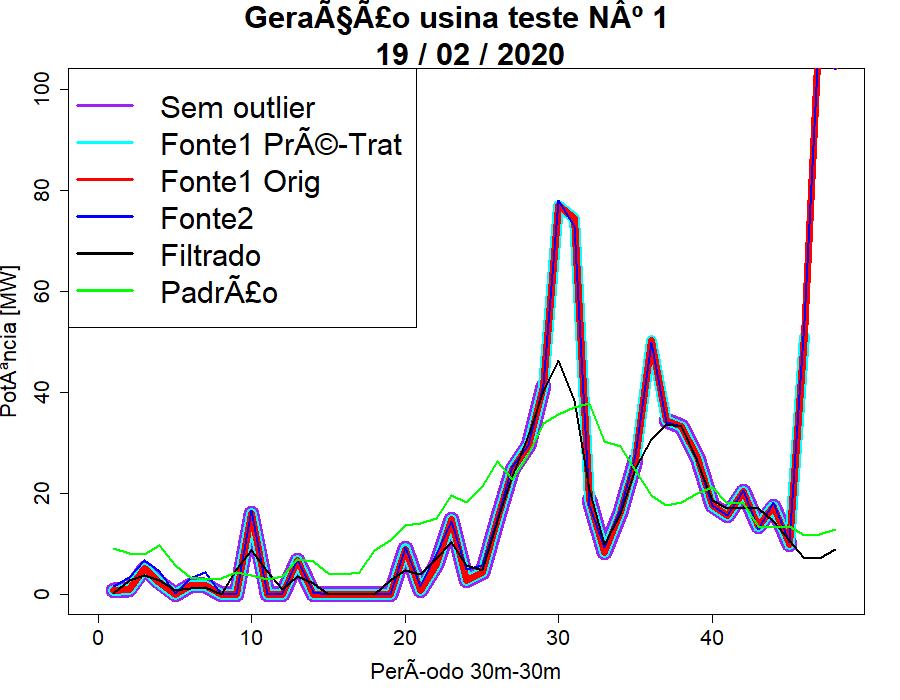 GeraÃ§Ã£o usina teste NÂº 1
19 / 02 / 2020
Sem outlier
Fonte1 PrÃ©-Trat
Fonte1 Orig
Fonte2
Filtrado
PadrÃ£o
PotÃªncia [MW]
100
80
60
40
20
0
0 10 20 30 40
PerÃ-odo 30m-30m